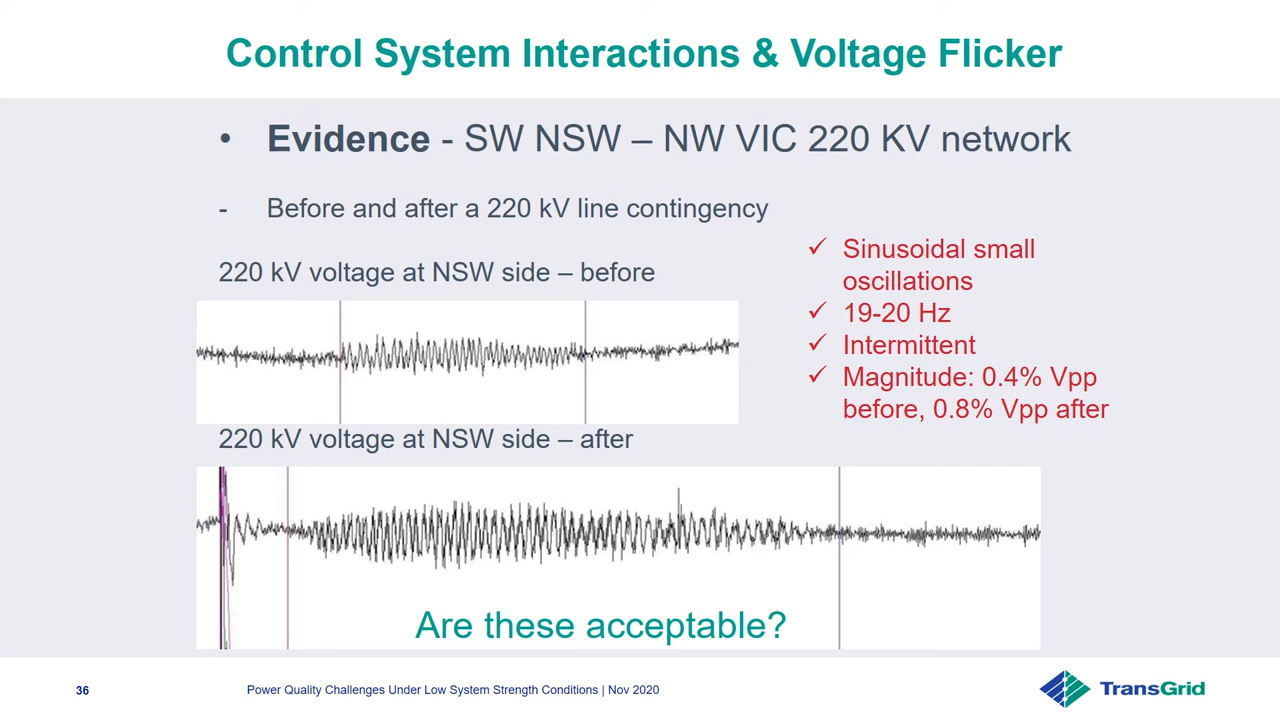 Control System Interactions & Voltage Flicker
• Evidence - SW NSW – NW VIC 220 KV network
- Before and after a 220 kV line contingency
220 kV voltage at NSW side – before
✓ Sinusoidal small
oscillations
✓ 19-20 Hz
✓ Intermittent
✓ Magnitude: 0.4% Vpp
before, 0.8% Vpp after
220 kV voltage at NSW side – after
Are these acceptable?
36
Power Quality Challenges Under Low System Strength Conditions | Nov 2020
TransGrid